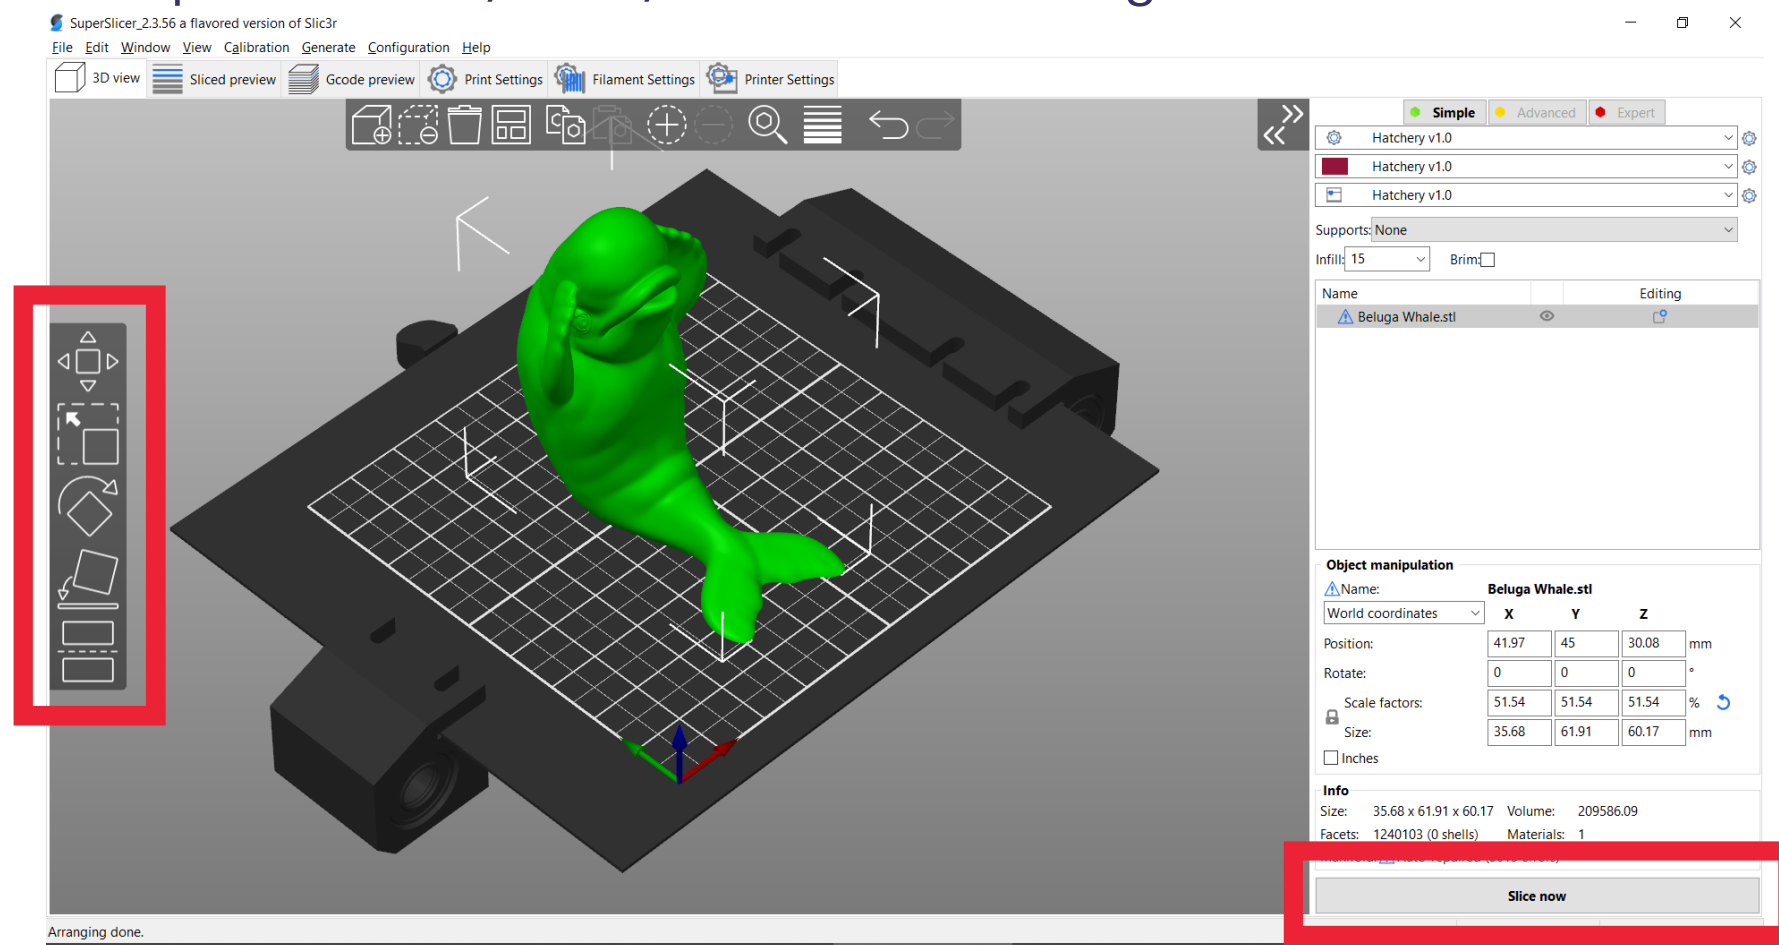 SuperSlicer_2.3.56 a flavored version of Slic3r
File Edit Window View Calibration Generate Configuration Help
3D view Sliced preview Gcode preview Print Settings Filament Settings Printer Settings
Simple Advanced Expert
Hatchery v1.0
Hatchery v1.0
Hatchery v1.0
Supports: None
Infill: 15 Brim:
Name Editing
Beluga Whale.stl
Object manipulation
Name: Beluga Whale.stl
World coordinates X Y Z
Position: 41.97 45 30.08 mm
Rotate: 0 0 0 °
Scale factors: 51.54 51.54 51.54 %
Size: 35.68 61.91 60.17 mm
Inches
Info
Size: 35.68 x 61.91 x 60.17 Volume: 209586.09
Facets: 1240103 (0 shells) Materials: 1
Slice now
Arranging done.